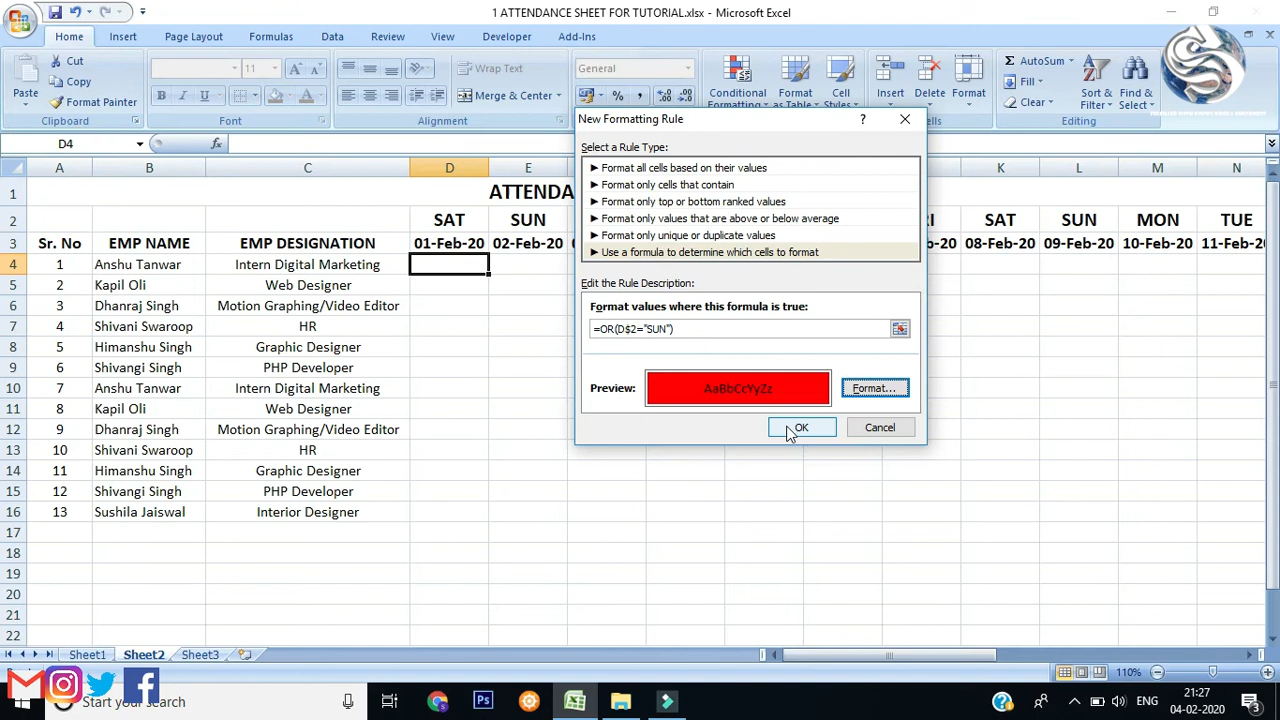 1 ATTENDANCE SHEET FOR TUTORIAL.xlsx - Microsoft Excel
Home Insert Page Layout Formulas Data Review View Developer Add-Ins
Paste Cut Copy Format Painter
Clipboard
11 B I U
Font
Wrap Text
Merge & Center
Alignment
General
% ,
Conditional Formatting Format as Table Cell Styles
Insert Delete Format
Cells
AutoSum Fill Clear
Sort & Filter Find & Select
Editing
D4 fx
A B C D E K L M N
1 ATTENDA
2 SAT SUN RI SAT SUN MON TUE
3 Sr. No EMP NAME EMP DESIGNATION 01-Feb-20 02-Feb-20 b-20 08-Feb-20 09-Feb-20 10-Feb-20 11-Feb-20
4 1 Anshu Tanwar Intern Digital Marketing
5 2 Kapil Oli Web Designer
6 3 Dhanraj Singh Motion Graphing/Video Editor
7 4 Shivani Swaroop HR
8 5 Himanshu Singh Graphic Designer
9 6 Shivangi Singh PHP Developer
10 7 Anshu Tanwar Intern Digital Marketing
11 8 Kapil Oli Web Designer
12 9 Dhanraj Singh Motion Graphing/Video Editor
13 10 Shivani Swaroop HR
14 11 Himanshu Singh Graphic Designer
15 12 Shivangi Singh PHP Developer
16 13 Sushila Jaiswal Interior Designer
17
18
19
20
21
22
New Formatting Rule ?
Select a Rule Type:
► Format all cells based on their values
► Format only cells that contain
► Format only top or bottom ranked values
► Format only values that are above or below average
► Format only unique or duplicate values
► Use a formula to determine which cells to format
Edit the Rule Description:
Format values where this formula is true:
=OR(D$2="SUN")
Preview: AaBbCcYyZz Format...
OK Cancel
Sheet1 Sheet2 Sheet3
110%
Start your search
Ps
ENG
21:27
04-02-2020
3